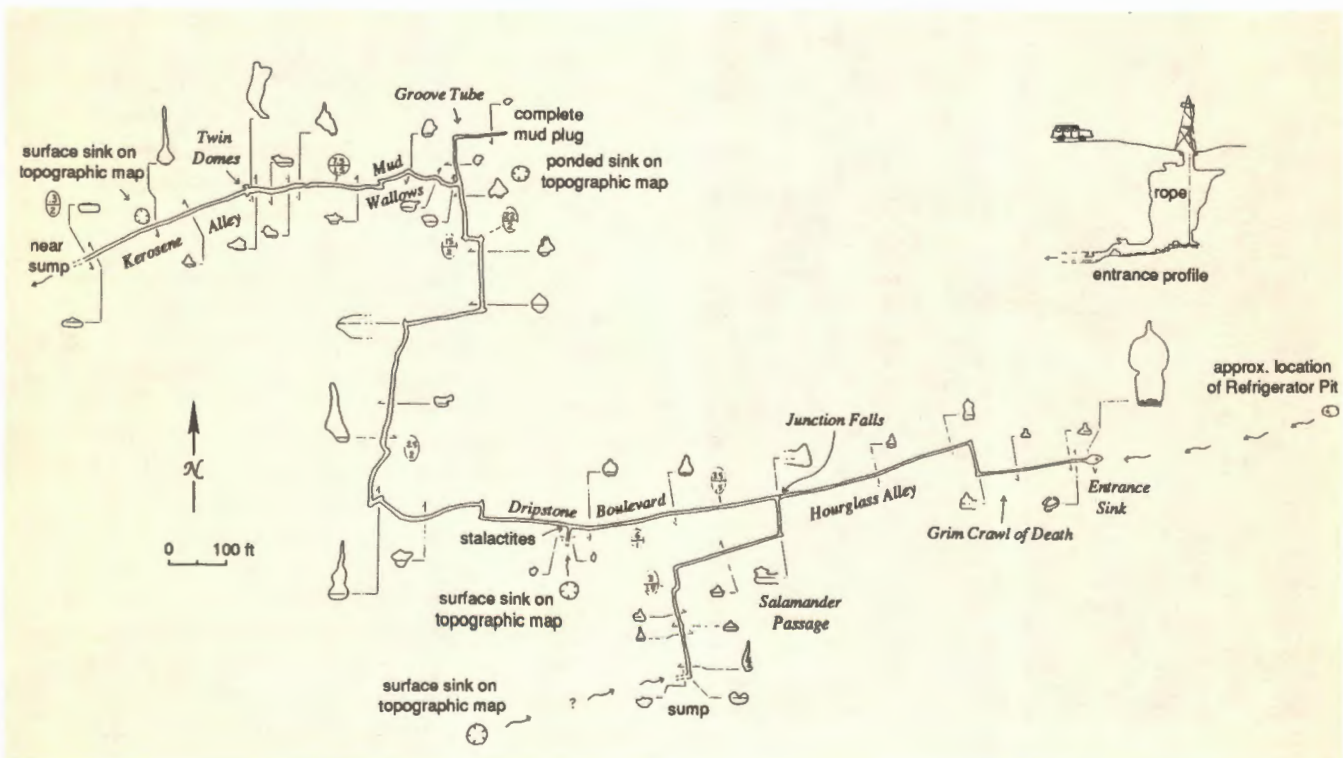 Groove Tube
complete
mud plug
Twin
Domes
surface sink on
topographic map
Mud
Wallows
ponded sink on
topographic map
rope
entrance profile
Kerosene Alley
near
sump
N
0 100 ft
approx. location
of Refrigerator Pit
Junction Falls
Hourglass Alley
Entrance
Sink
Grim Crawl of Death
Dripstone Boulevard
stalactites
surface sink on
topographic map
Salamander
Passage
surface sink on
topographic map
?
sump